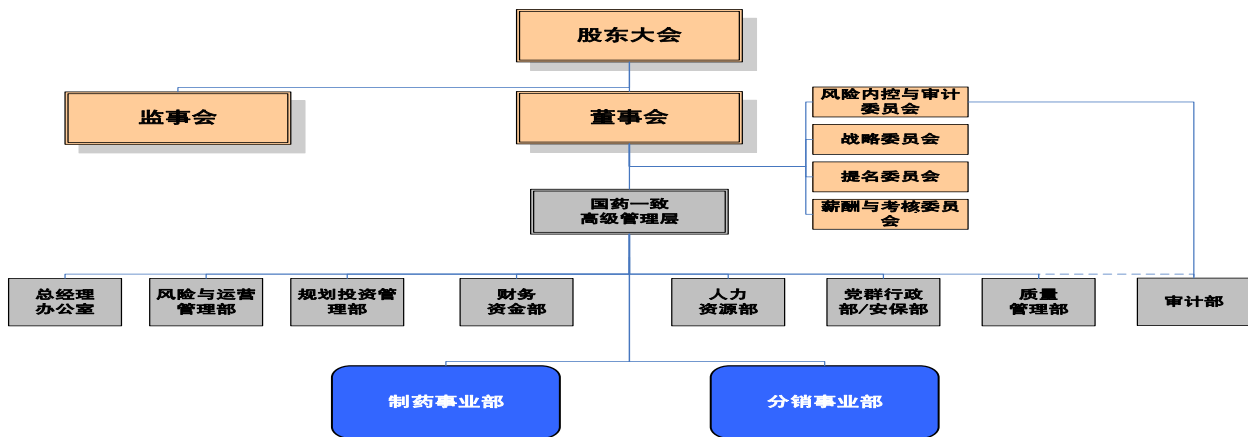 股东大会
监事会
董事会
风险内控与审计
委员会
战略委员会
提名委员会
薪酬与考核委员
会
国药一致
高级管理层
总经理
办公室
风险与运营
管理部
规划投资管
理部
财务
资金部
人力
资源部
党群行政
部/安保部
质量
管理部
审计部
制药事业部
分销事业部